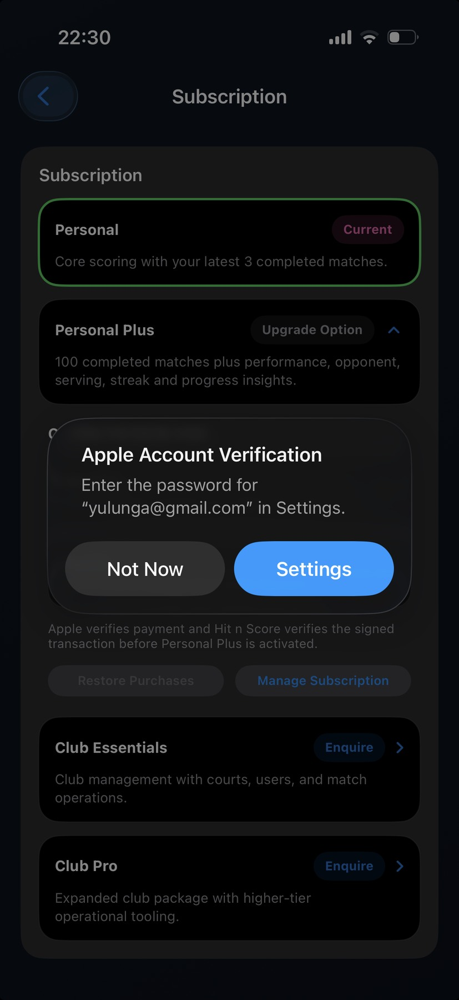 22:30
Subscription
Subscription
Personal
Current
Core scoring with your latest 3 completed matches.
Personal Plus
Upgrade Option
100 completed matches plus performance, opponent,
serving, streak and progress insights.
Apple Account Verification
Enter the password for
“yulunga@gmail.com” in Settings.
Not Now
Settings
Apple verifies payment and Hit n Score verifies the signed
transaction before Personal Plus is activated.
Restore Purchases
Manage Subscription
Club Essentials
Enquire
Club management with courts, users, and match
operations.
Club Pro
Enquire
Expanded club package with higher-tier
operational tooling.